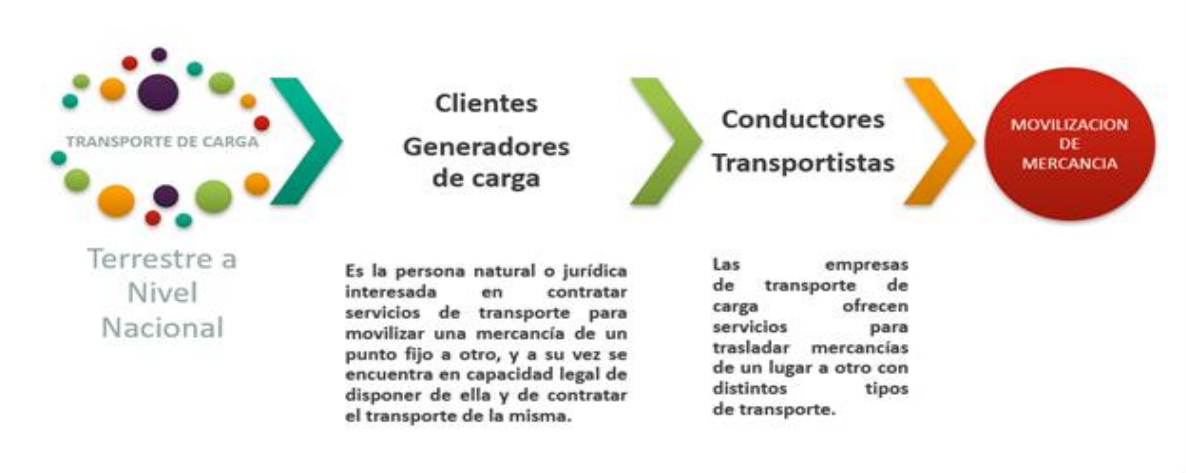 TRANSPORTE DE CARGA
Terrestre a
Nivel
Nacional
Clientes
Generadores
de carga
Es la persona natural o jurídica
interesada en contratar
servicios de transporte para
movilizar una mercancía de un
punto fijo a otro, y a su vez se
encuentra en capacidad legal de
disponer de ella y de contratar
el transporte de la misma.
Conductores
Transportistas
Las empresas
de transporte de
carga ofrecen
servicios para
trasladar mercancías
de un lugar a otro con
distintos tipos
de transporte.
MOVILIZACION
DE
MERCANCIA